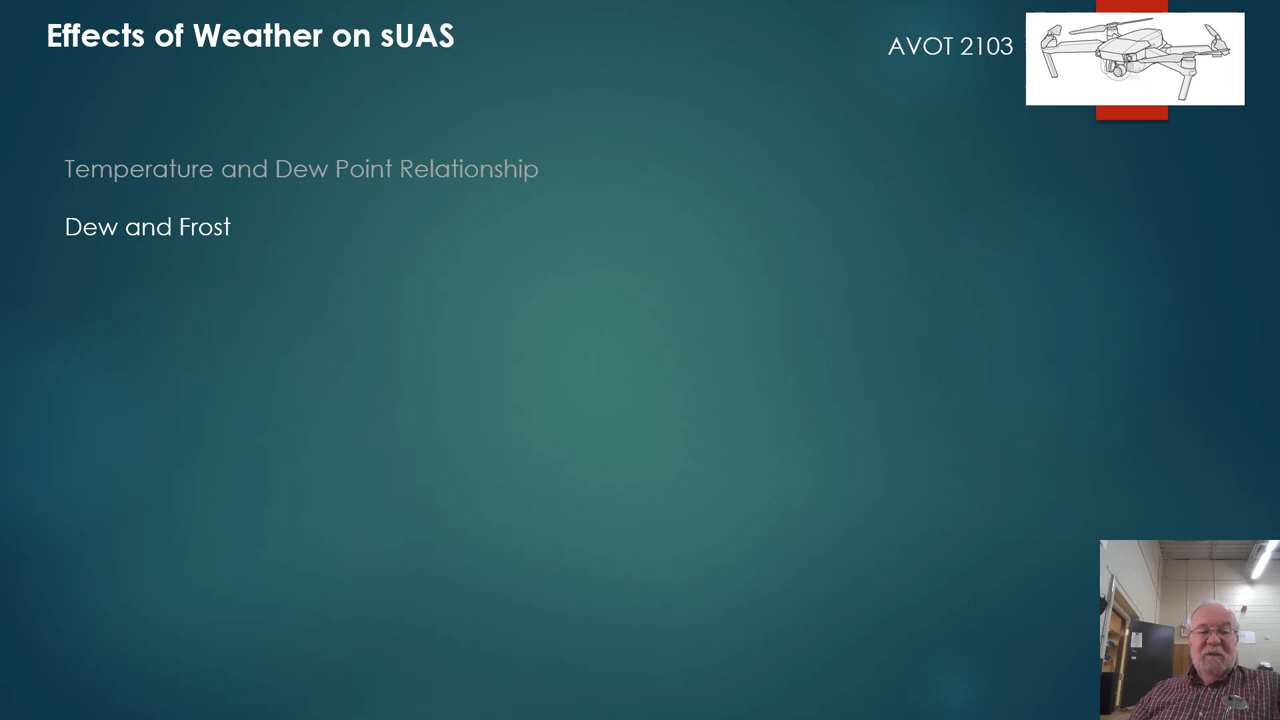 Effects of Weather on sUAS
AVOT 2103
Temperature and Dew Point Relationship
Dew and Frost